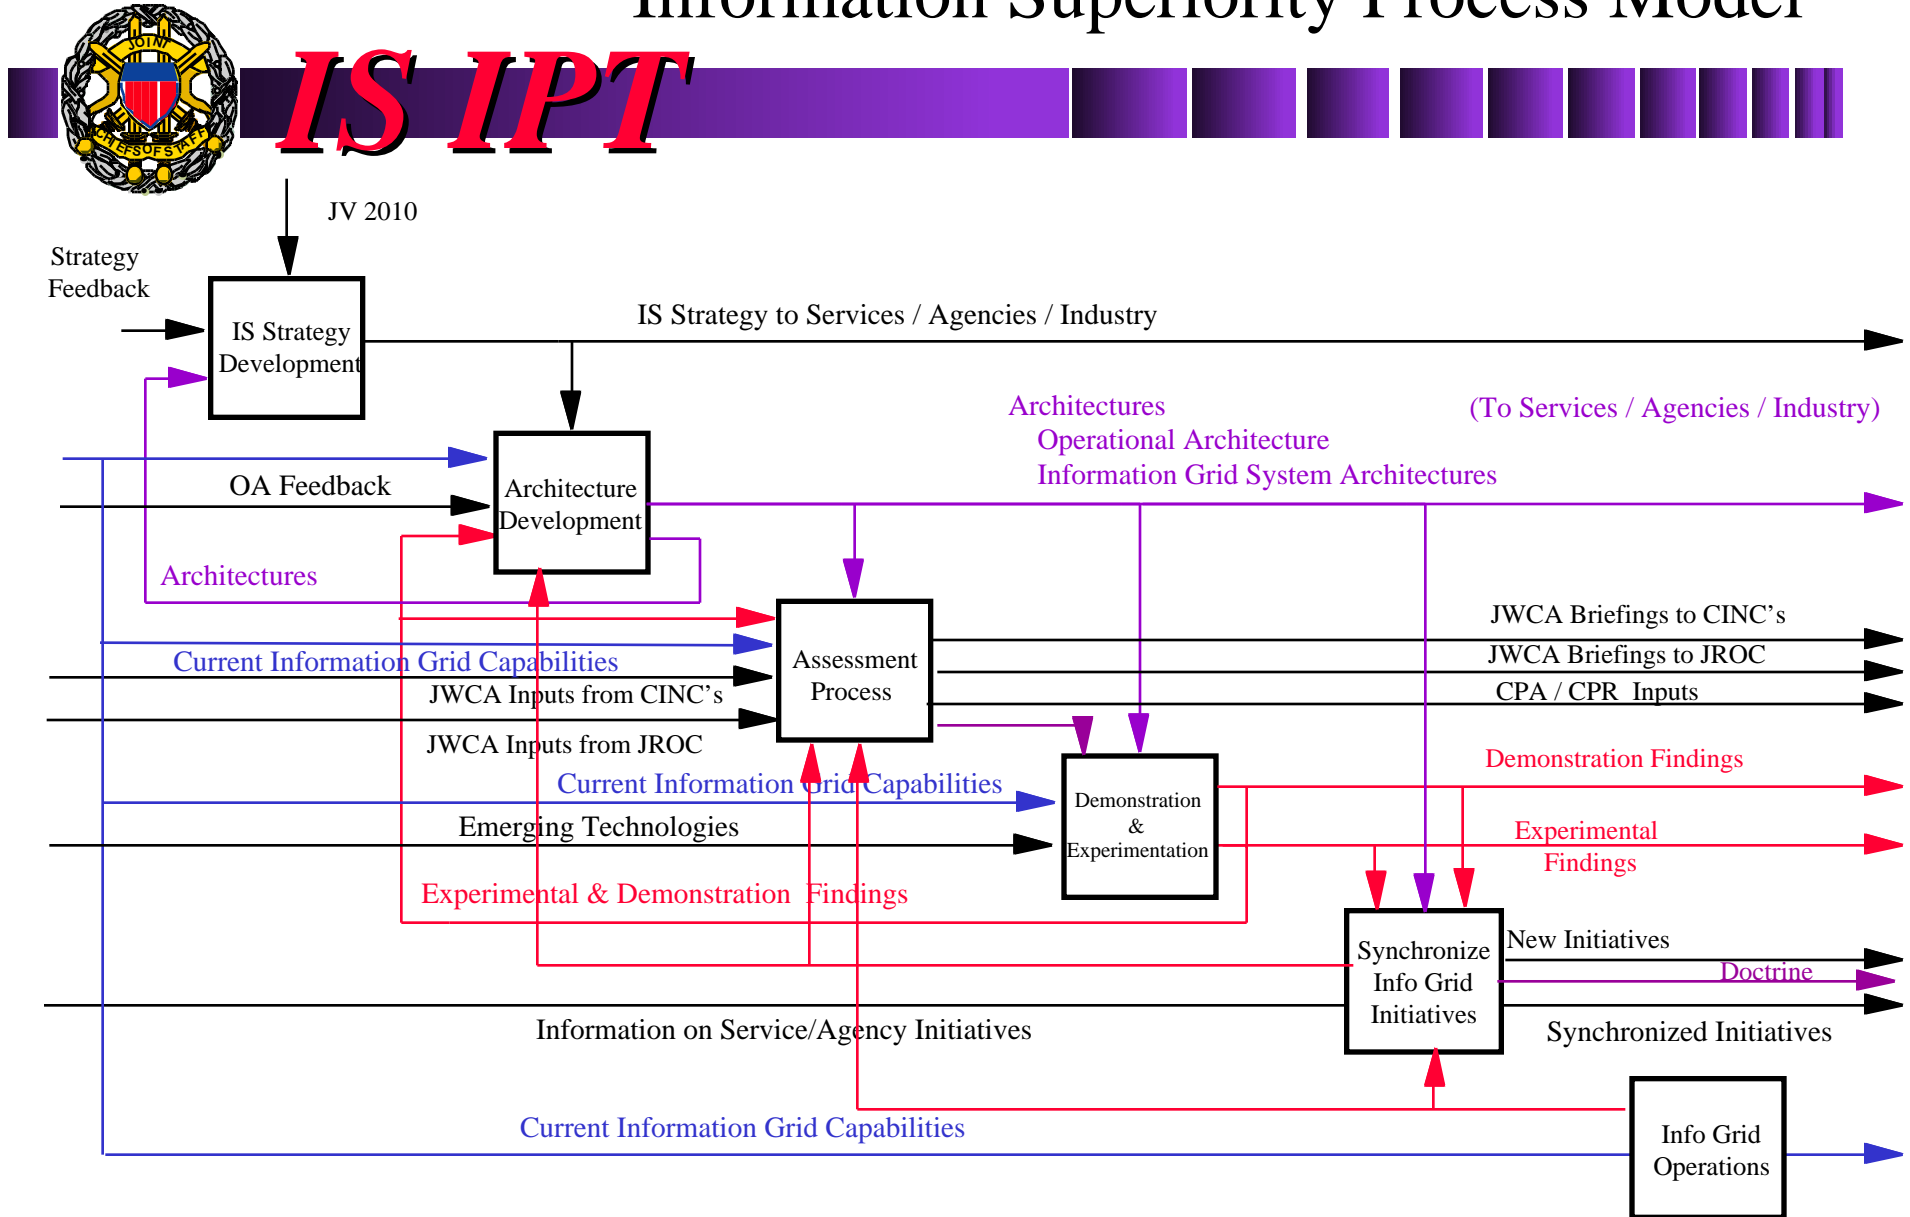 Information Superiority Process Model
JOINT
CHIEFS OF STAFF
IS IPT
JV 2010
Strategy
Feedback
IS Strategy
Development
IS Strategy to Services / Agencies / Industry
Architectures
(To Services / Agencies / Industry)
Operational Architecture
Information Grid System Architectures
OA Feedback
Architecture
Development
Architectures
Current Information Grid Capabilities
JWCA Inputs from CINC's
JWCA Inputs from JROC
Assessment
Process
JWCA Briefings to CINC's
JWCA Briefings to JROC
CPA / CPR Inputs
Current Information Grid Capabilities
Emerging Technologies
Demonstration
&
Experimentation
Demonstration Findings
Experimental
Findings
Experimental & Demonstration Findings
Synchronize
Info Grid
Initiatives
New Initiatives
Doctrine
Synchronized Initiatives
Information on Service/Agency Initiatives
Current Information Grid Capabilities
Info Grid
Operations